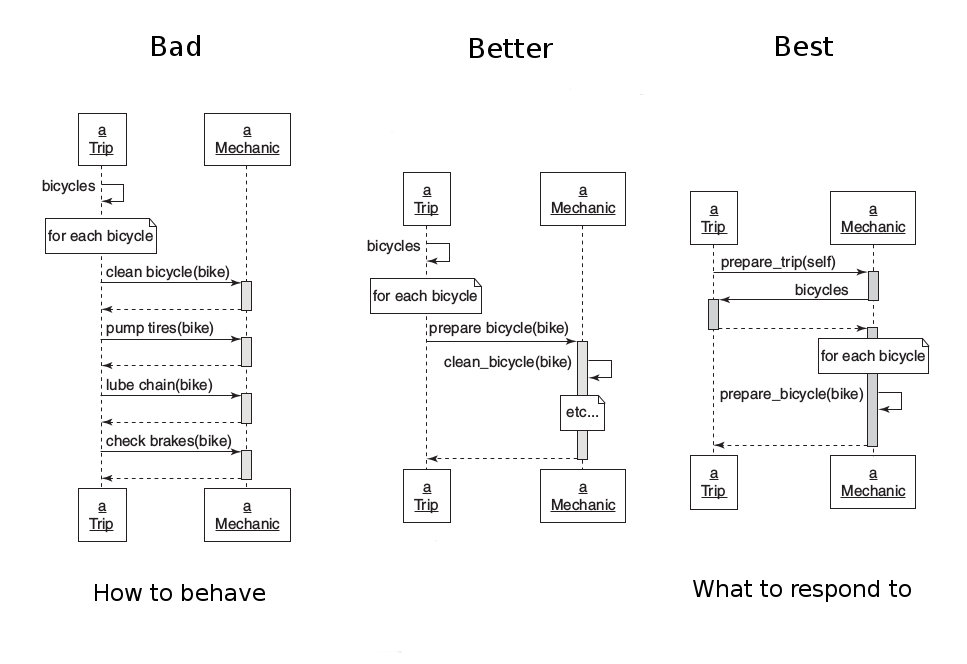 Bad
a
Trip
a
Mechanic
bicycles
for each bicycle
clean bicycle(bike)
pump tires(bike)
lube chain(bike)
check brakes(bike)
a
Trip
a
Mechanic
How to behave
Better
a
Trip
a
Mechanic
bicycles
for each bicycle
prepare bicycle(bike)
clean_bicycle(bike)
etc...
a
Trip
a
Mechanic
Best
a
Trip
a
Mechanic
prepare_trip(self)
bicycles
for each bicycle
prepare_bicycle(bike)
a
Trip
a
Mechanic
What to respond to